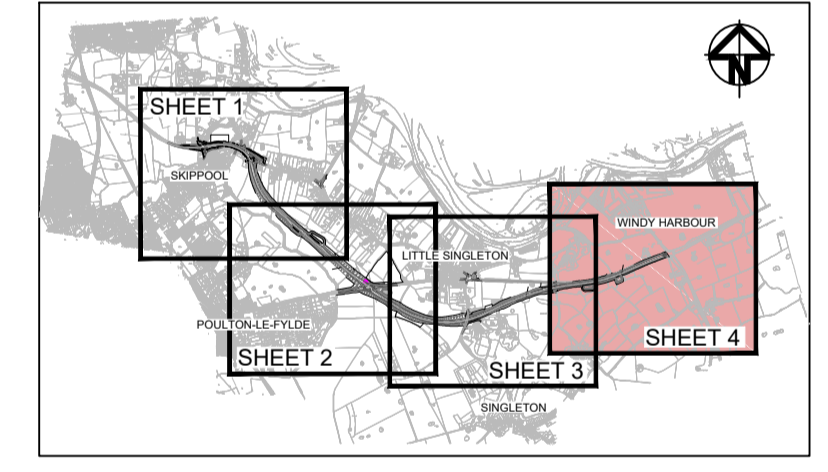 N
SHEET 1
SKIPPOOL
WINDY HARBOUR
LITTLE SINGLETON
POULTON-LE-FYLDE
SHEET 4
SHEET 2
SHEET 3
SINGLETON